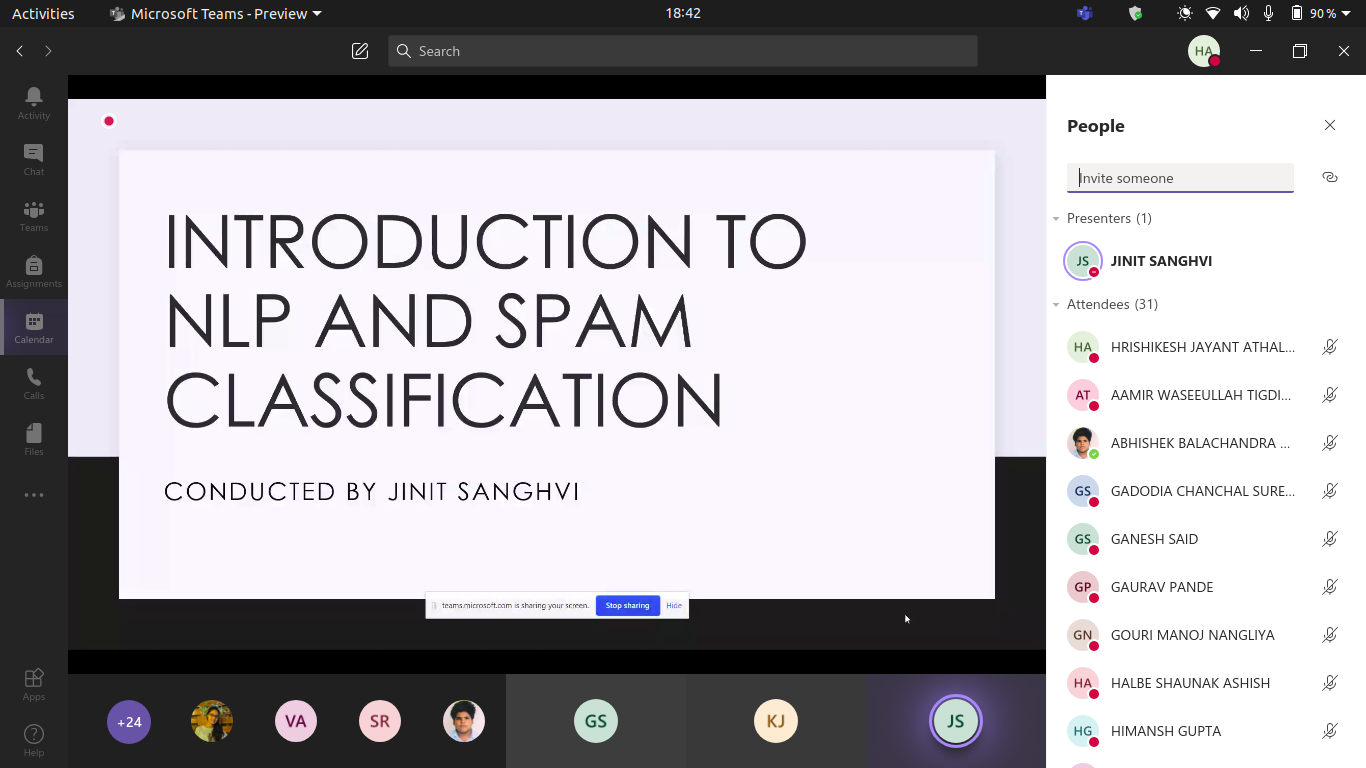 Activities
Microsoft Teams - Preview
18:42
90 %
Search
HA
Activity
Chat
Teams
Assignments
Calendar
Calls
Files
Apps
Help
INTRODUCTION TO
NLP AND SPAM
CLASSIFICATION
CONDUCTED BY JINIT SANGHVI
teams.microsoft.com is sharing your screen.
Stop sharing
Hide
+24
VA
SR
GS
KJ
JS
People
Invite someone
Presenters (1)
JS JINIT SANGHVI
Attendees (31)
HA HRISHIKESH JAYANT ATHAL...
AT AAMIR WASEEULLAH TIGDI...
ABHISHEK BALACHANDRA ...
GS GADODIA CHANCHAL SURE...
GS GANESH SAID
GP GAURAV PANDE
GN GOURI MANOJ NANGLIYA
HA HALBE SHAUNAK ASHISH
HG HIMANSH GUPTA